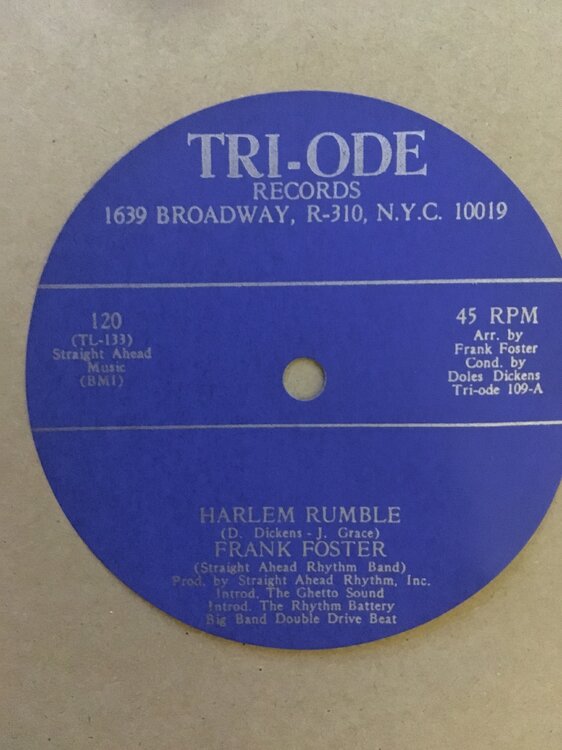 TRI-ODE
RECORDS
1639 BROADWAY, R-310, N.Y.C. 10019
120
(TL-133)
Straight Ahead
Music
(BMI)
45 RPM
Arr. by
Frank Foster
Cond. by
Doles Dickens
Tri-ode 109-A
HARLEM RUMBLE
(D. Dickens - J. Grace)
FRANK FOSTER
(Straight Ahead Rhythm Band)
Prod. by Straight Ahead Rhythm, Inc.
Introd. The Ghetto Sound
Introd. The Rhythm Battery
Big Band Double Drive Beat